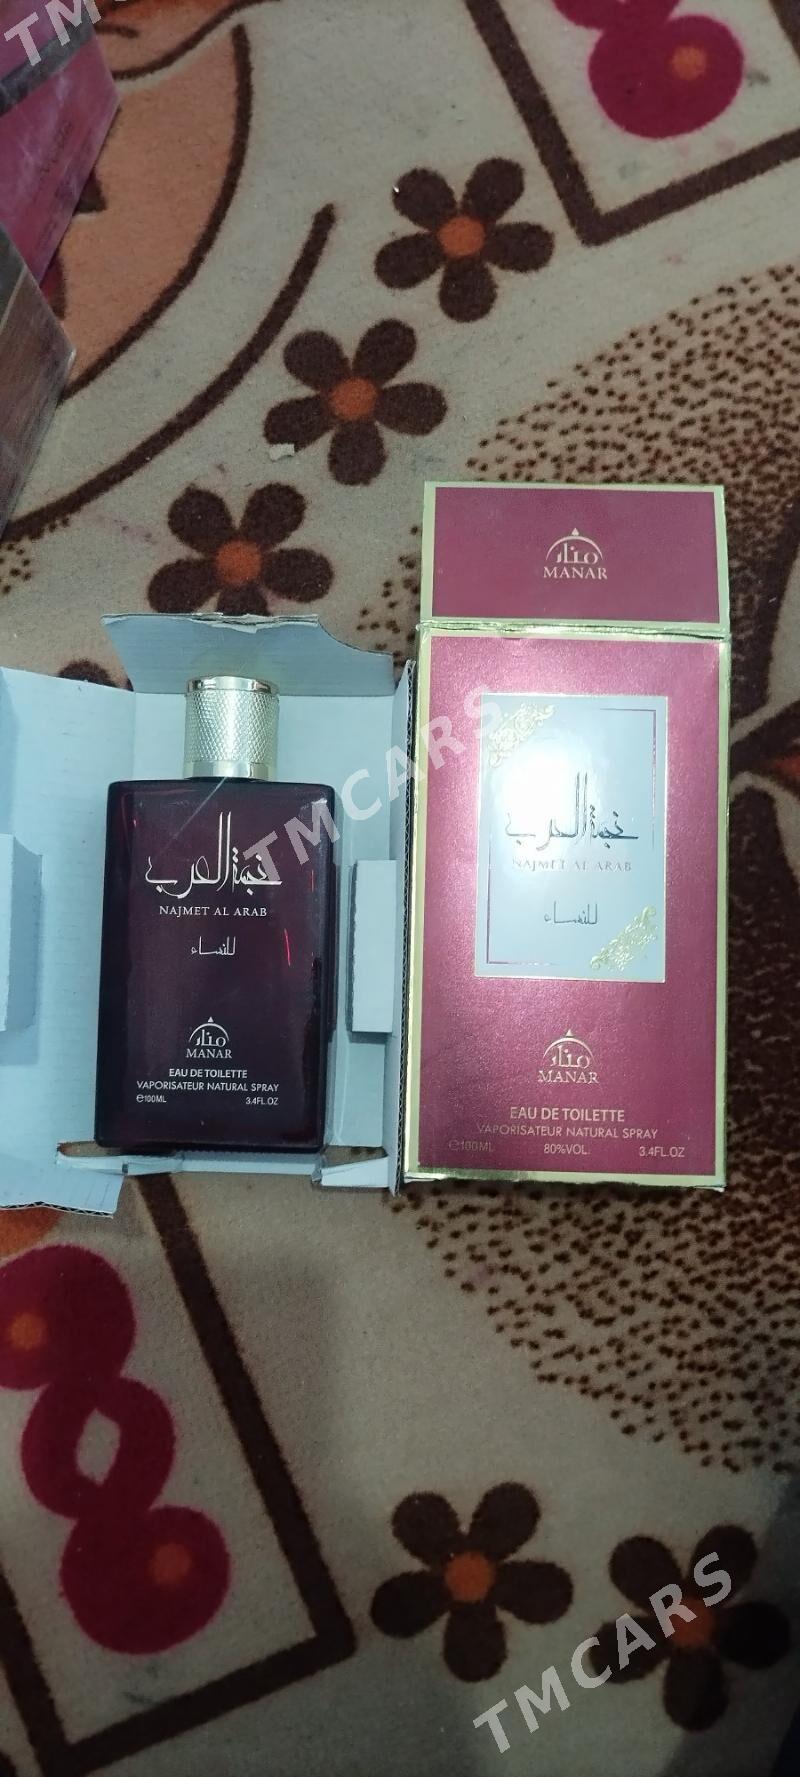 TMCARS
منار
MANAR
نجمة العرب
NAJMET AL ARAB
للنساء
منار
MANAR
EAU DE TOILETTE
VAPORISATEUR NATURAL SPRAY
e100ML 80%VOL. 3.4FL.OZ
نجمة العرب
NAJMET AL ARAB
للنساء
منار
MANAR
EAU DE TOILETTE
VAPORISATEUR NATURAL SPRAY
e100ML 3.4FL.OZ
TMCARS
TMCARS